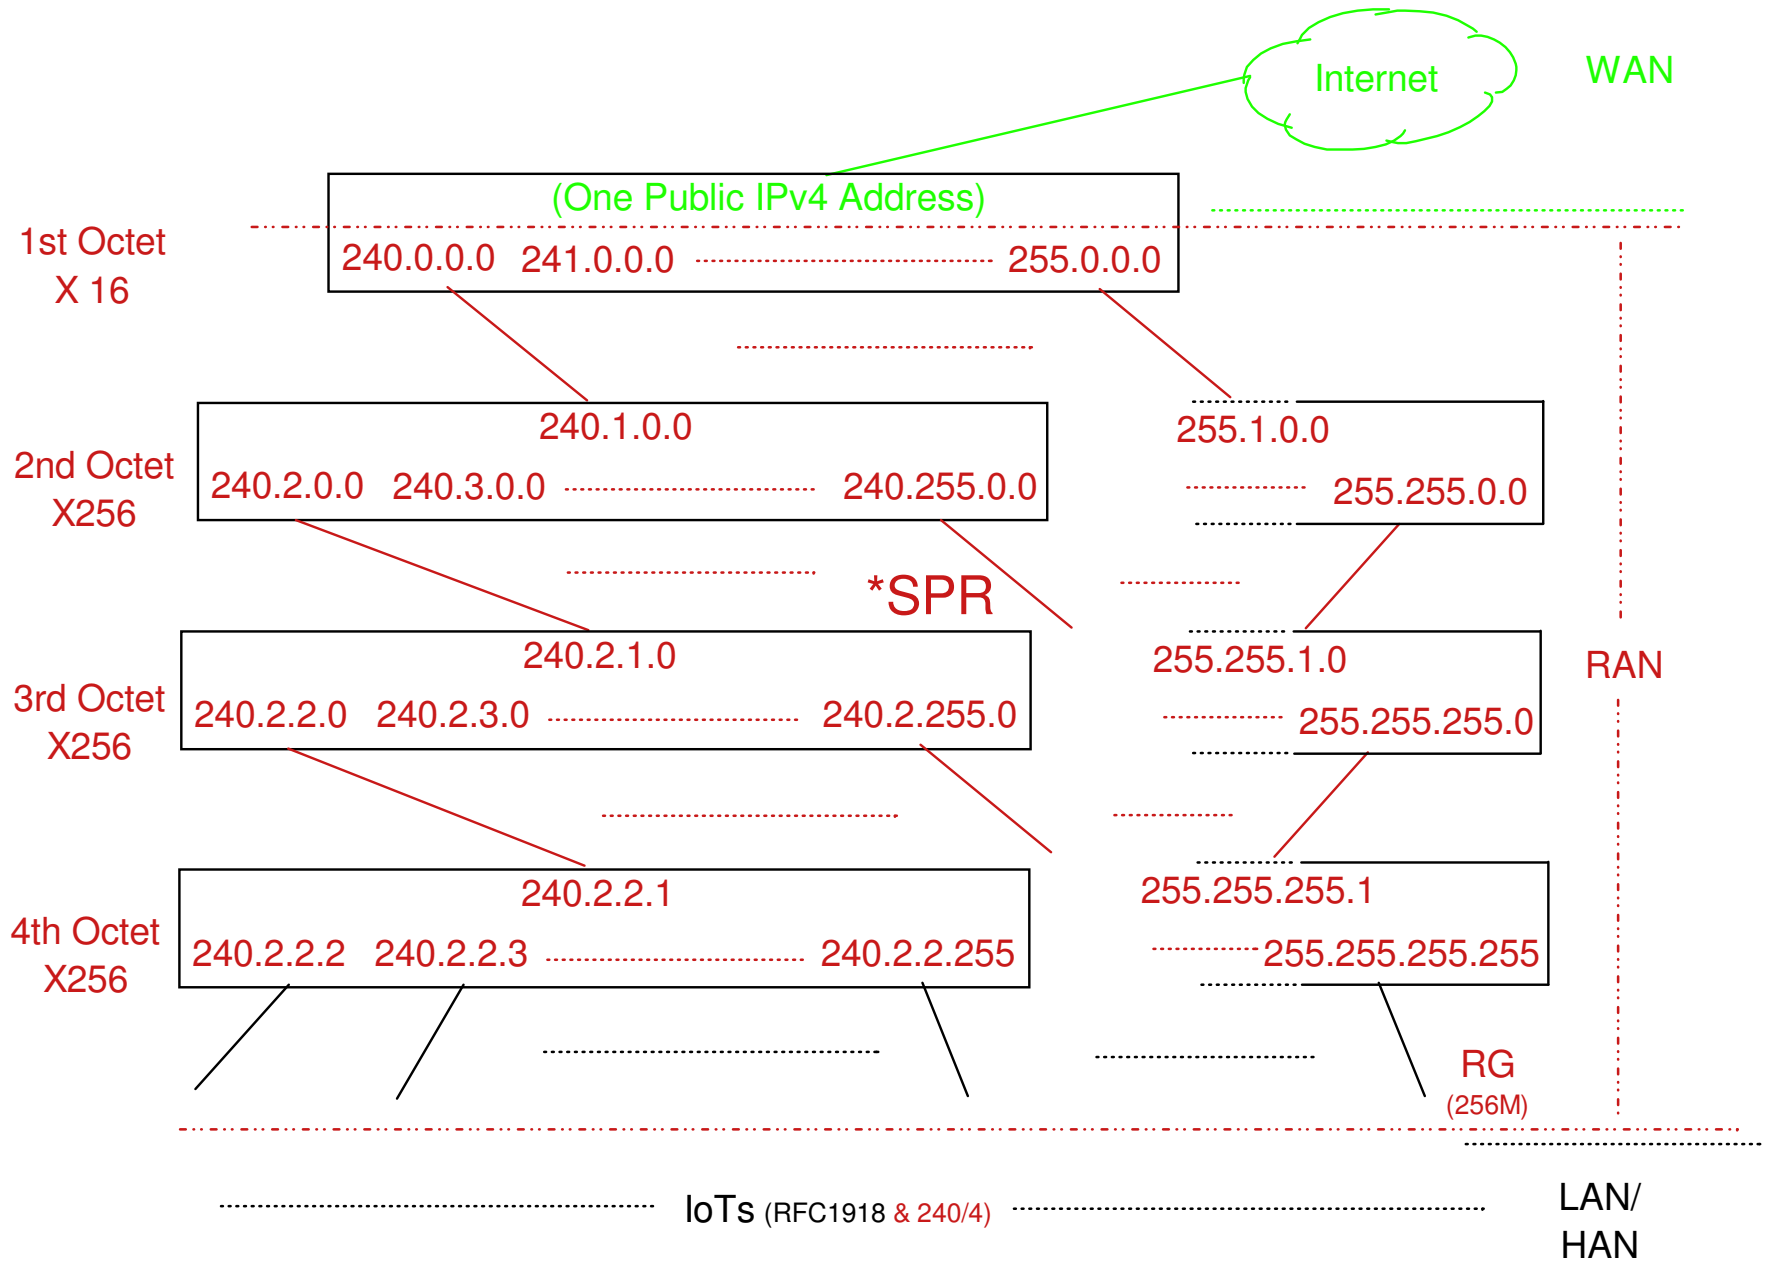 Internet
WAN
(One Public IPv4 Address)
1st Octet
X 16
240.0.0.0 241.0.0.0 255.0.0.0
2nd Octet
X256
240.1.0.0
240.2.0.0 240.3.0.0 240.255.0.0
255.1.0.0
255.255.0.0
*SPR
3rd Octet
X256
240.2.1.0
240.2.2.0 240.2.3.0 240.2.255.0
255.255.1.0
255.255.255.0
RAN
4th Octet
X256
240.2.2.1
240.2.2.2 240.2.2.3 240.2.2.255
255.255.255.1
255.255.255.255
RG
(256M)
IoTs (RFC1918 & 240/4)
LAN/
HAN